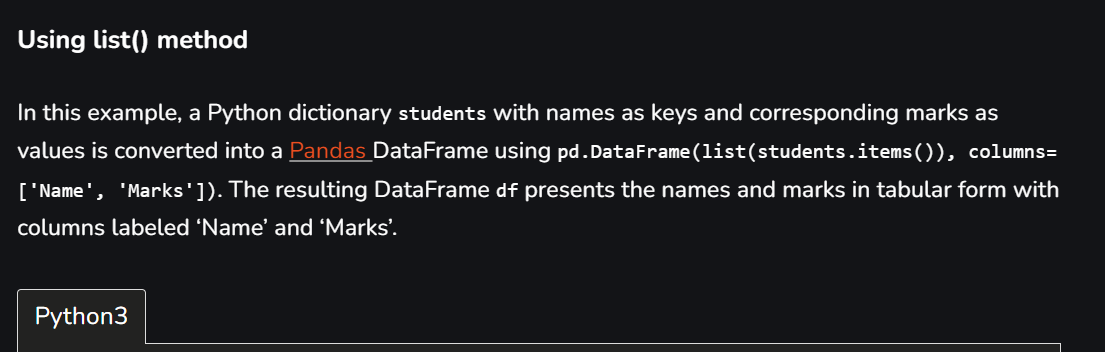 Using list() method
In this example, a Python dictionary students with names as keys and corresponding marks as
values is converted into a Pandas DataFrame using pd.DataFrame(list(students.items()), columns=
['Name', 'Marks']). The resulting DataFrame df presents the names and marks in tabular form with
columns labeled ‘Name’ and ‘Marks’.
Python3